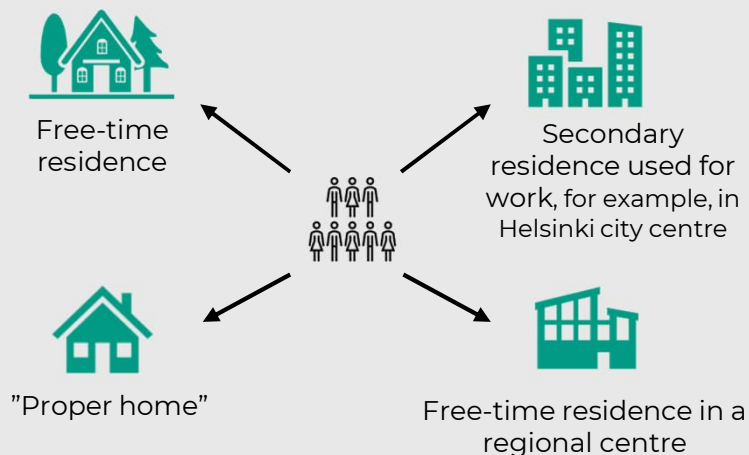 Free-time
residence
Secondary
residence used for
work, for example, in
Helsinki city centre
”Proper home”
Free-time residence in a
regional centre